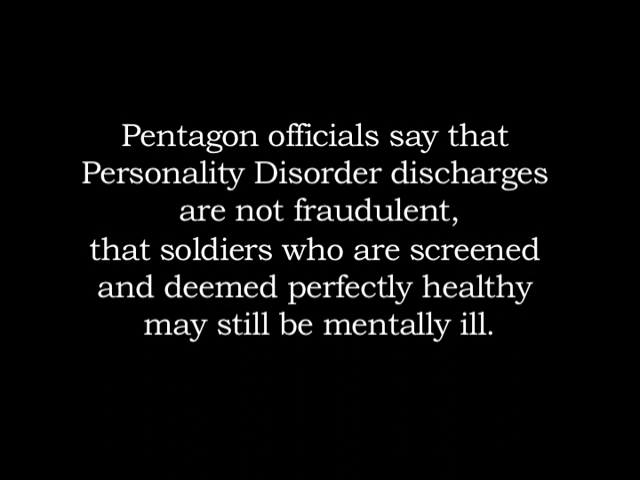 Pentagon officials say that
Personality Disorder discharges
are not fraudulent,
that soldiers who are screened
and deemed perfectly healthy
may still be mentally ill.